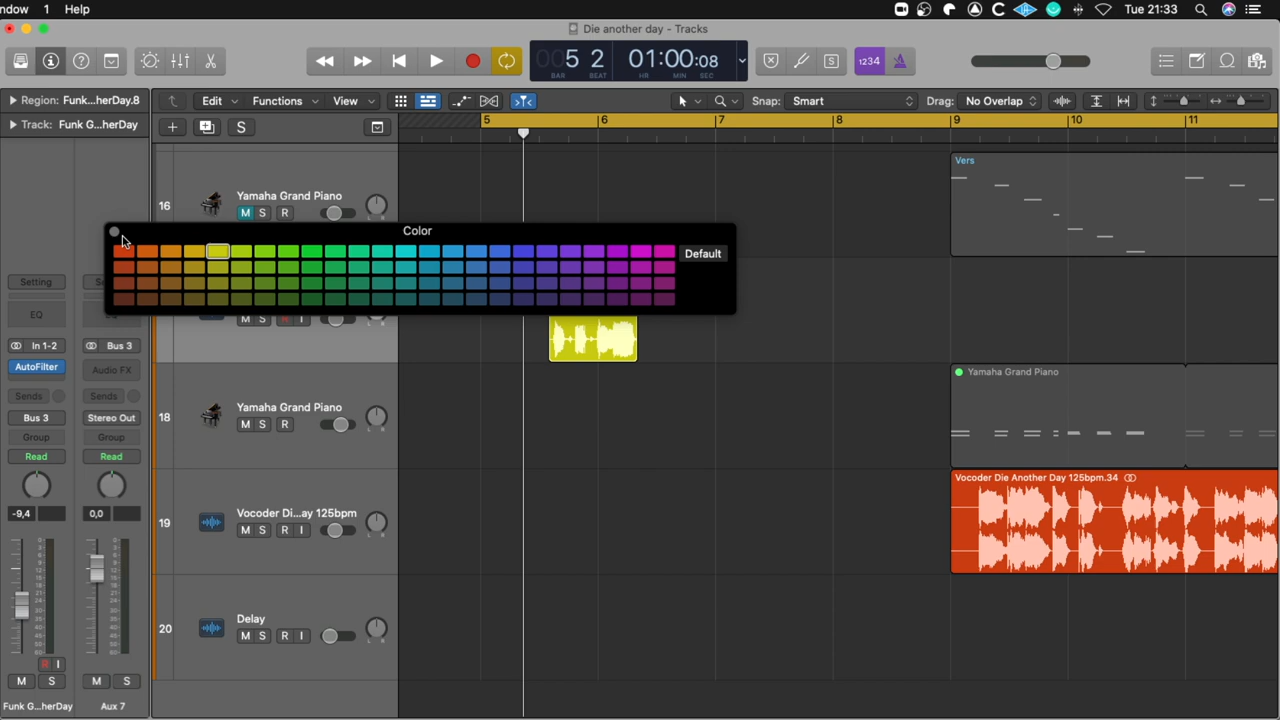 ndow 1 Help
Tue 21:33
Die another day - Tracks
005 2 01:00:08
BAR BEAT HR MIN SEC
1234
Region: Funk...herDay.8
Edit Functions View Snap: Smart Drag: No Overlap
Track: Funk G...herDay
S
5 6 7 8 9 10 11
16
Yamaha Grand Piano
M S R
Vers
Color
Default
Setting
EQ
In 1-2
Bus 3
AutoFilter
Audio FX
Sends
Sends
Bus 3
Stereo Out
Group
Group
Read
Read
-9,4
0,0
M S R I
18
Yamaha Grand Piano
M S R
Yamaha Grand Piano
19
Vocoder Di...ay 125bpm
M S R I
Vocoder Die Another Day 125bpm.34
20
Delay
M S R I
R I
M S
M S
Funk G...herDay
Aux 7